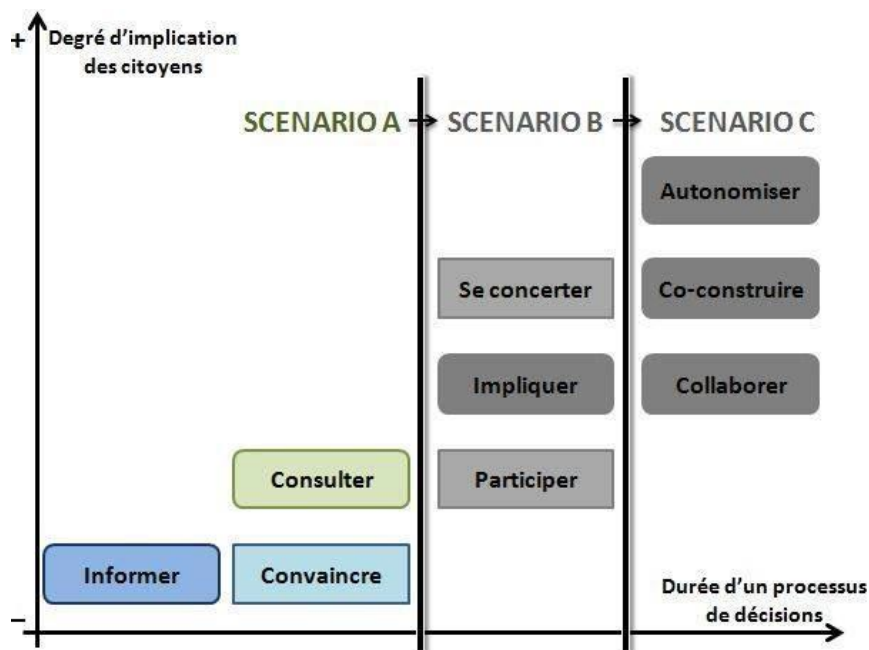 +
Degré d'implication
des citoyens
SCENARIO A
SCENARIO B
SCENARIO C
Autonomiser
Se concerter
Co-construire
Impliquer
Collaborer
Consulter
Participer
Informer
Convaincre
Durée d'un processus
de décisions
–